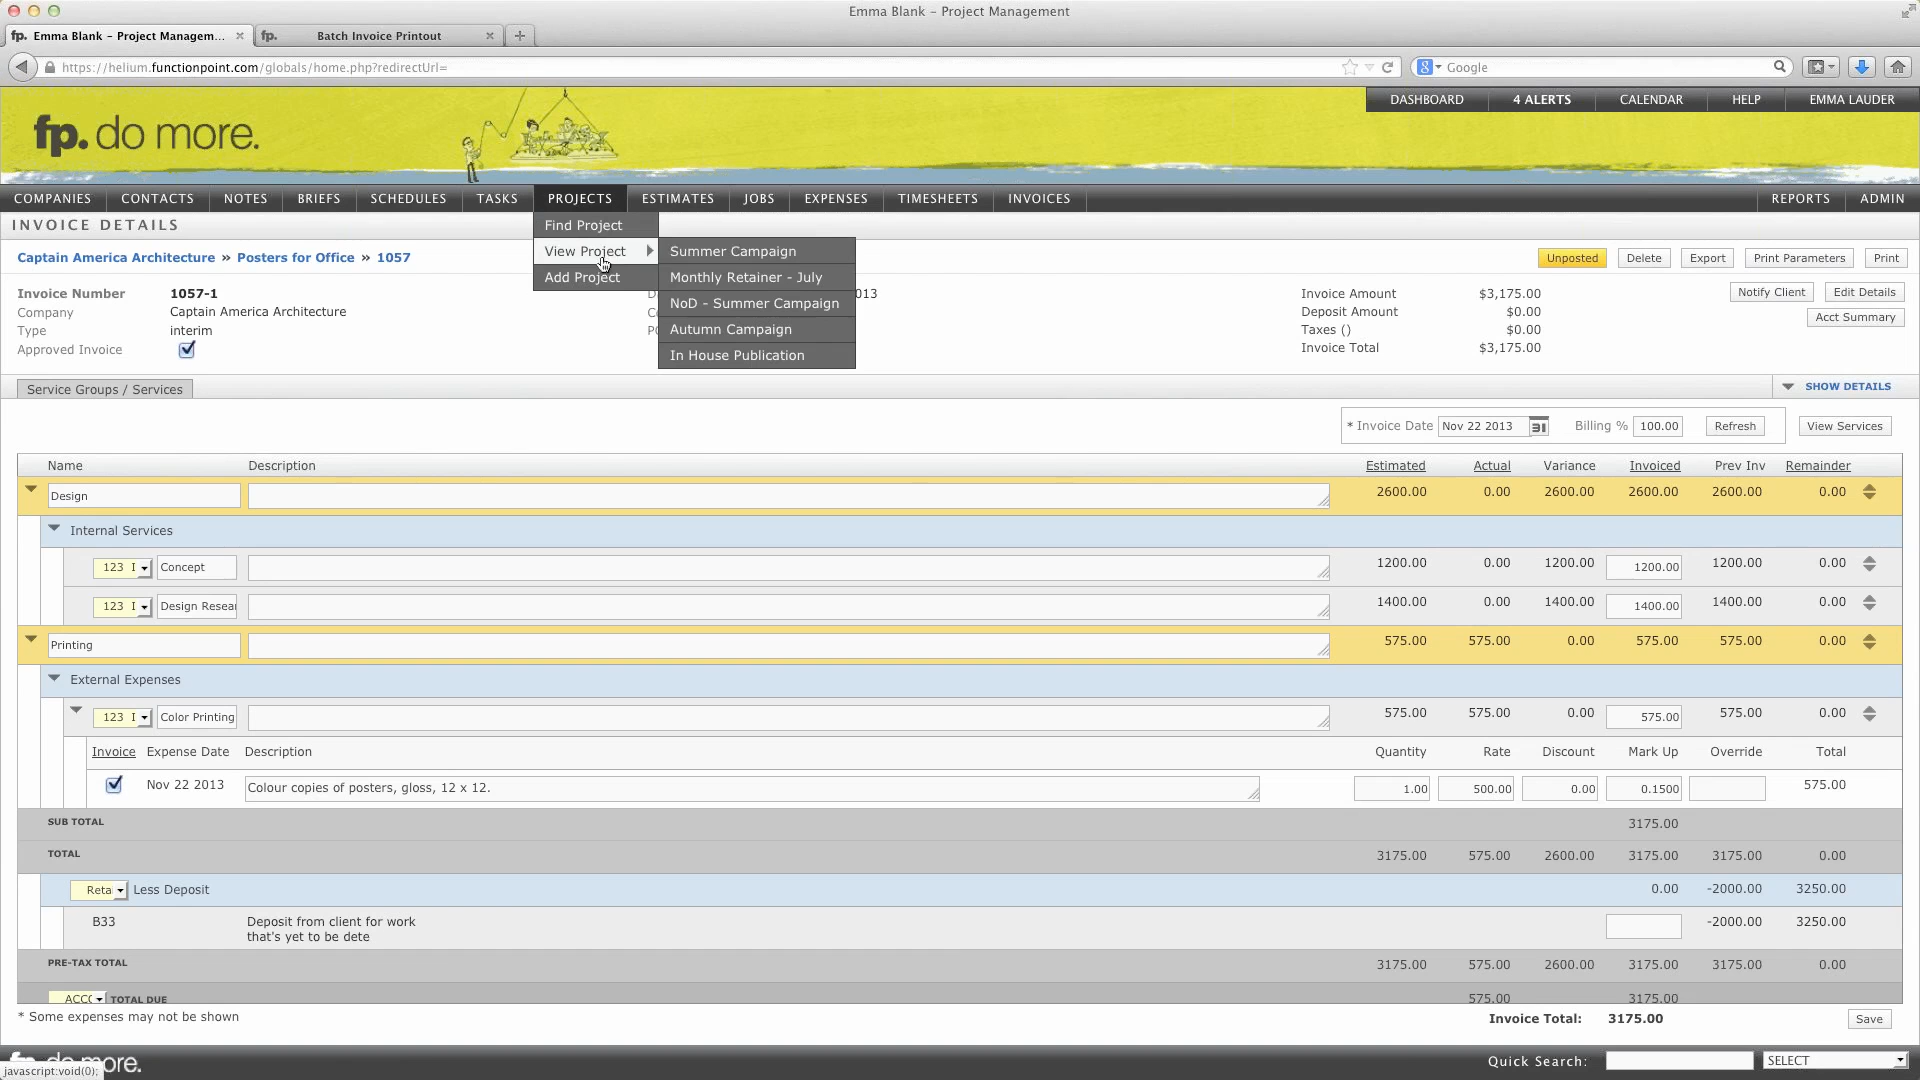 Emma Blank – Project Management
fp. Emma Blank – Project Managem... fp. Batch Invoice Printout
https://helium.functionpoint.com/globals/home.php?redirectUrl= Google
DASHBOARD 4 ALERTS CALENDAR HELP EMMA LAUDER
fp. do more.
COMPANIES CONTACTS NOTES BRIEFS SCHEDULES TASKS PROJECTS ESTIMATES JOBS EXPENSES TIMESHEETS INVOICES REPORTS ADMIN
INVOICE DETAILS
Find Project
View Project
Add Project
Summer Campaign
Monthly Retainer - July
NoD - Summer Campaign
Autumn Campaign
In House Publication
Captain America Architecture » Posters for Office » 1057
Unposted Delete Export Print Parameters Print
Notify Client Edit Details
Acct Summary
Invoice Number 1057-1
Company Captain America Architecture
Type interim
Approved Invoice
013
Invoice Amount $3,175.00
Deposit Amount $0.00
Taxes () $0.00
Invoice Total $3,175.00
Service Groups / Services SHOW DETAILS
* Invoice Date Nov 22 2013 31 Billing % 100.00 Refresh View Services
Name Description Estimated Actual Variance Invoiced Prev Inv Remainder
Design 2600.00 0.00 2600.00 2600.00 2600.00 0.00
Internal Services
123 I Concept 1200.00 0.00 1200.00 1200.00 1200.00 0.00
123 I Design Resear 1400.00 0.00 1400.00 1400.00 1400.00 0.00
Printing 575.00 575.00 0.00 575.00 575.00 0.00
External Expenses
123 I Color Printing 575.00 575.00 0.00 575.00 575.00 0.00
Invoice Expense Date Description Quantity Rate Discount Mark Up Override Total
Nov 22 2013 Colour copies of posters, gloss, 12 x 12. 1.00 500.00 0.00 0.1500 575.00
SUB TOTAL 3175.00
TOTAL 3175.00 575.00 2600.00 3175.00 3175.00 0.00
Reta Less Deposit 0.00 -2000.00 3250.00
B33 Deposit from client for work -2000.00 3250.00
that's yet to be dete
PRE-TAX TOTAL 3175.00 575.00 2600.00 3175.00 3175.00 0.00
ACC TOTAL DUE 575.00 3175.00
* Some expenses may not be shown Invoice Total: 3175.00 Save
fp. do more. Quick Search: SELECT
javascript:void(0);